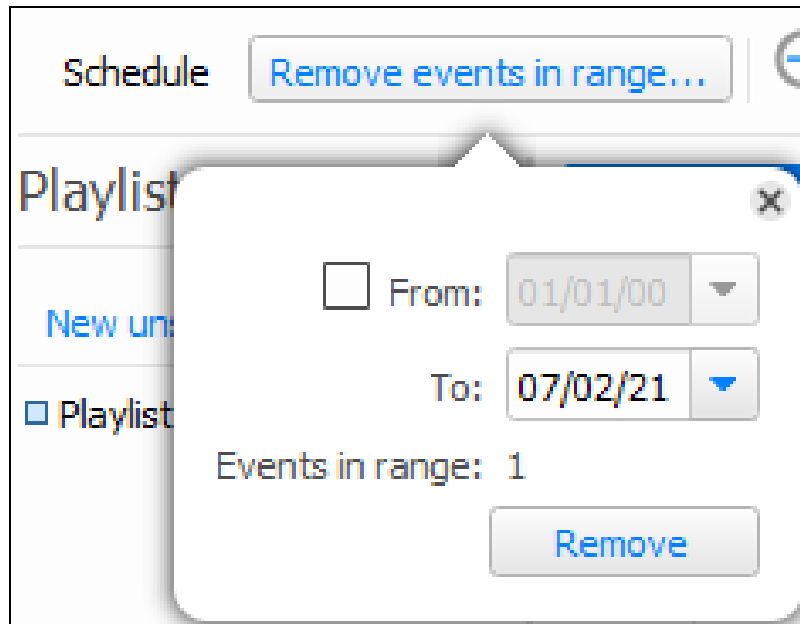 Schedule Remove events in range...
Playlist
From: 01/01/00
New
To: 07/02/21
Playlist
Events in range: 1
Remove